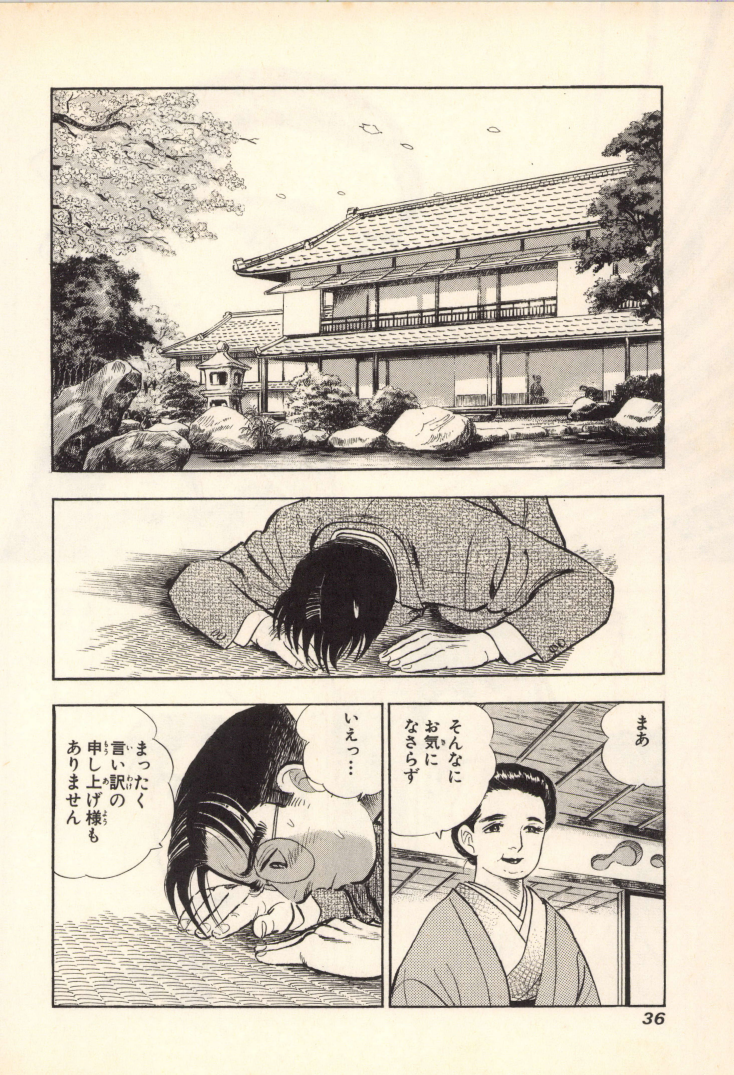 まあ
そんなに
お気に
なさらず
いえっ…
まったく
言い訳の
申し上げ様も
ありません
36